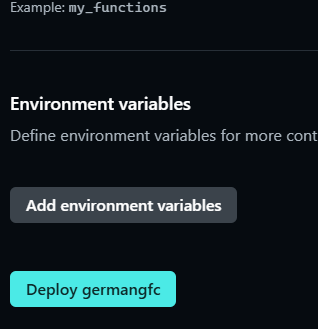 Example: my_functions
Environment variables
Define environment variables for more cont
Add environment variables
Deploy germangfc